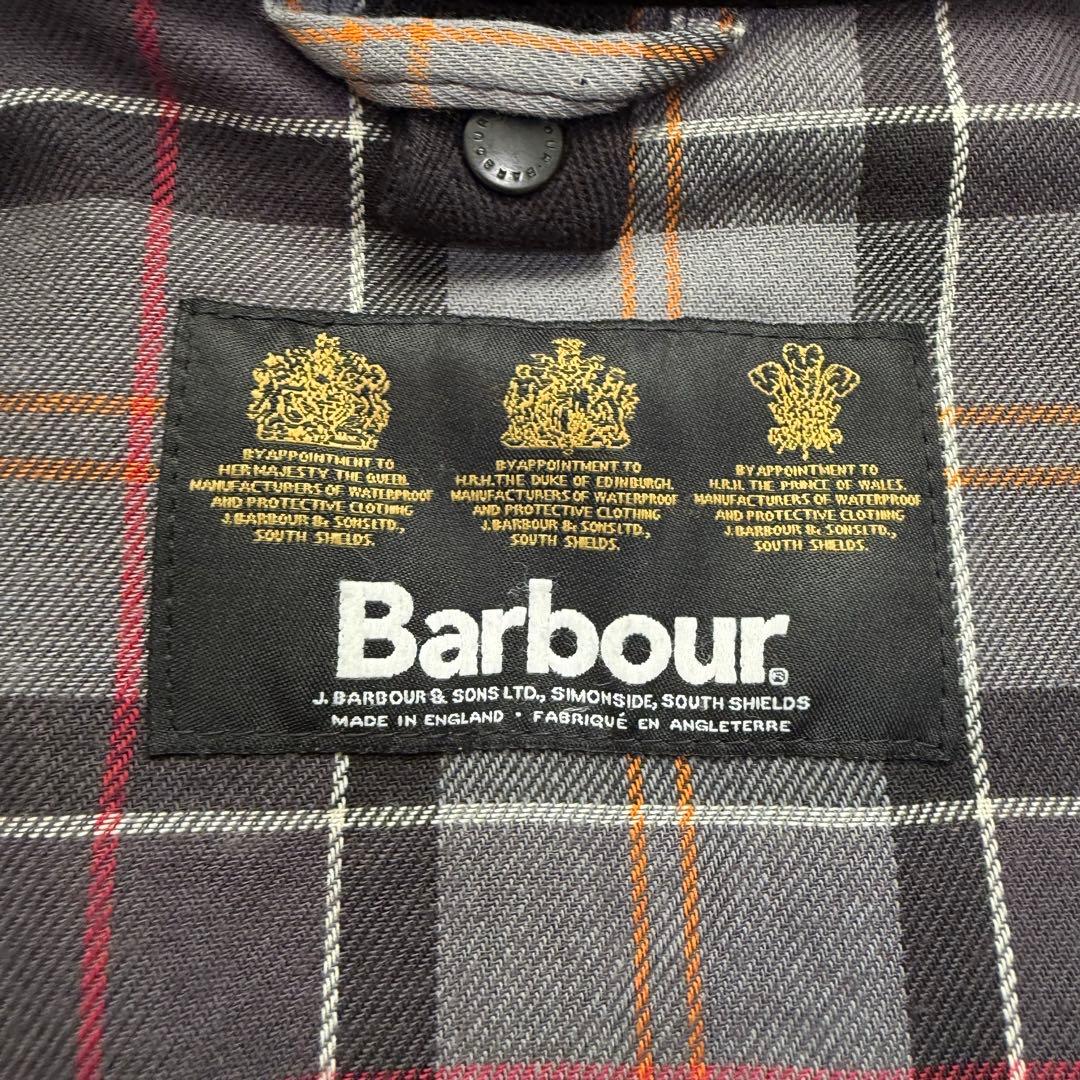 BARBOUR
BY APPOINTMENT TO
HER MAJESTY THE QUEEN.
MANUFACTURERS OF WATERPROOF
AND PROTECTIVE CLOTHING
J.BARBOUR & SONS LTD.,
SOUTH SHIELDS.
BY APPOINTMENT TO
H.R.H. THE DUKE OF EDINBURGH.
MANUFACTURERS OF WATERPROOF
AND PROTECTIVE CLOTHING
J.BARBOUR & SONS LTD.,
SOUTH SHIELDS.
BY APPOINTMENT TO
H.R.H. THE PRINCE OF WALES.
MANUFACTURERS OF WATERPROOF
AND PROTECTIVE CLOTHING
J.BARBOUR & SONS LTD.,
SOUTH SHIELDS.
Barbour®
J. BARBOUR & SONS LTD., SIMONSIDE, SOUTH SHIELDS
MADE IN ENGLAND · FABRIQUÉ EN ANGLETERRE